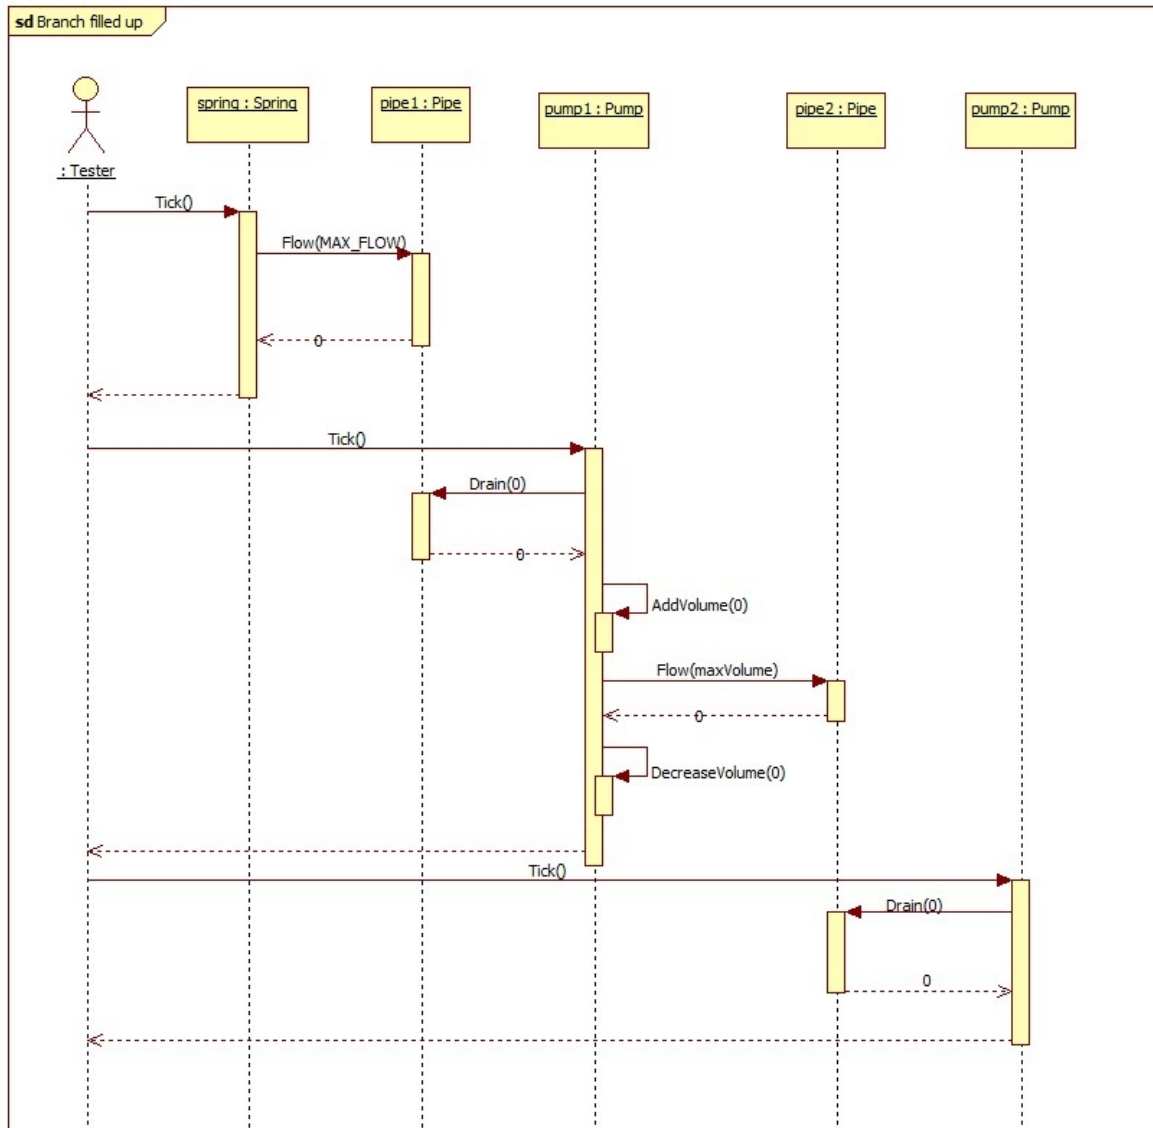 sd Branch filled up
: Tester
spring : Spring
pipe1 : Pipe
pump1 : Pump
pipe2 : Pipe
pump2 : Pump
Tick()
Flow(MAX_FLOW)
0
Tick()
Drain(0)
0
AddVolume(0)
Flow(maxVolume)
0
DecreaseVolume(0)
Tick()
Drain(0)
0